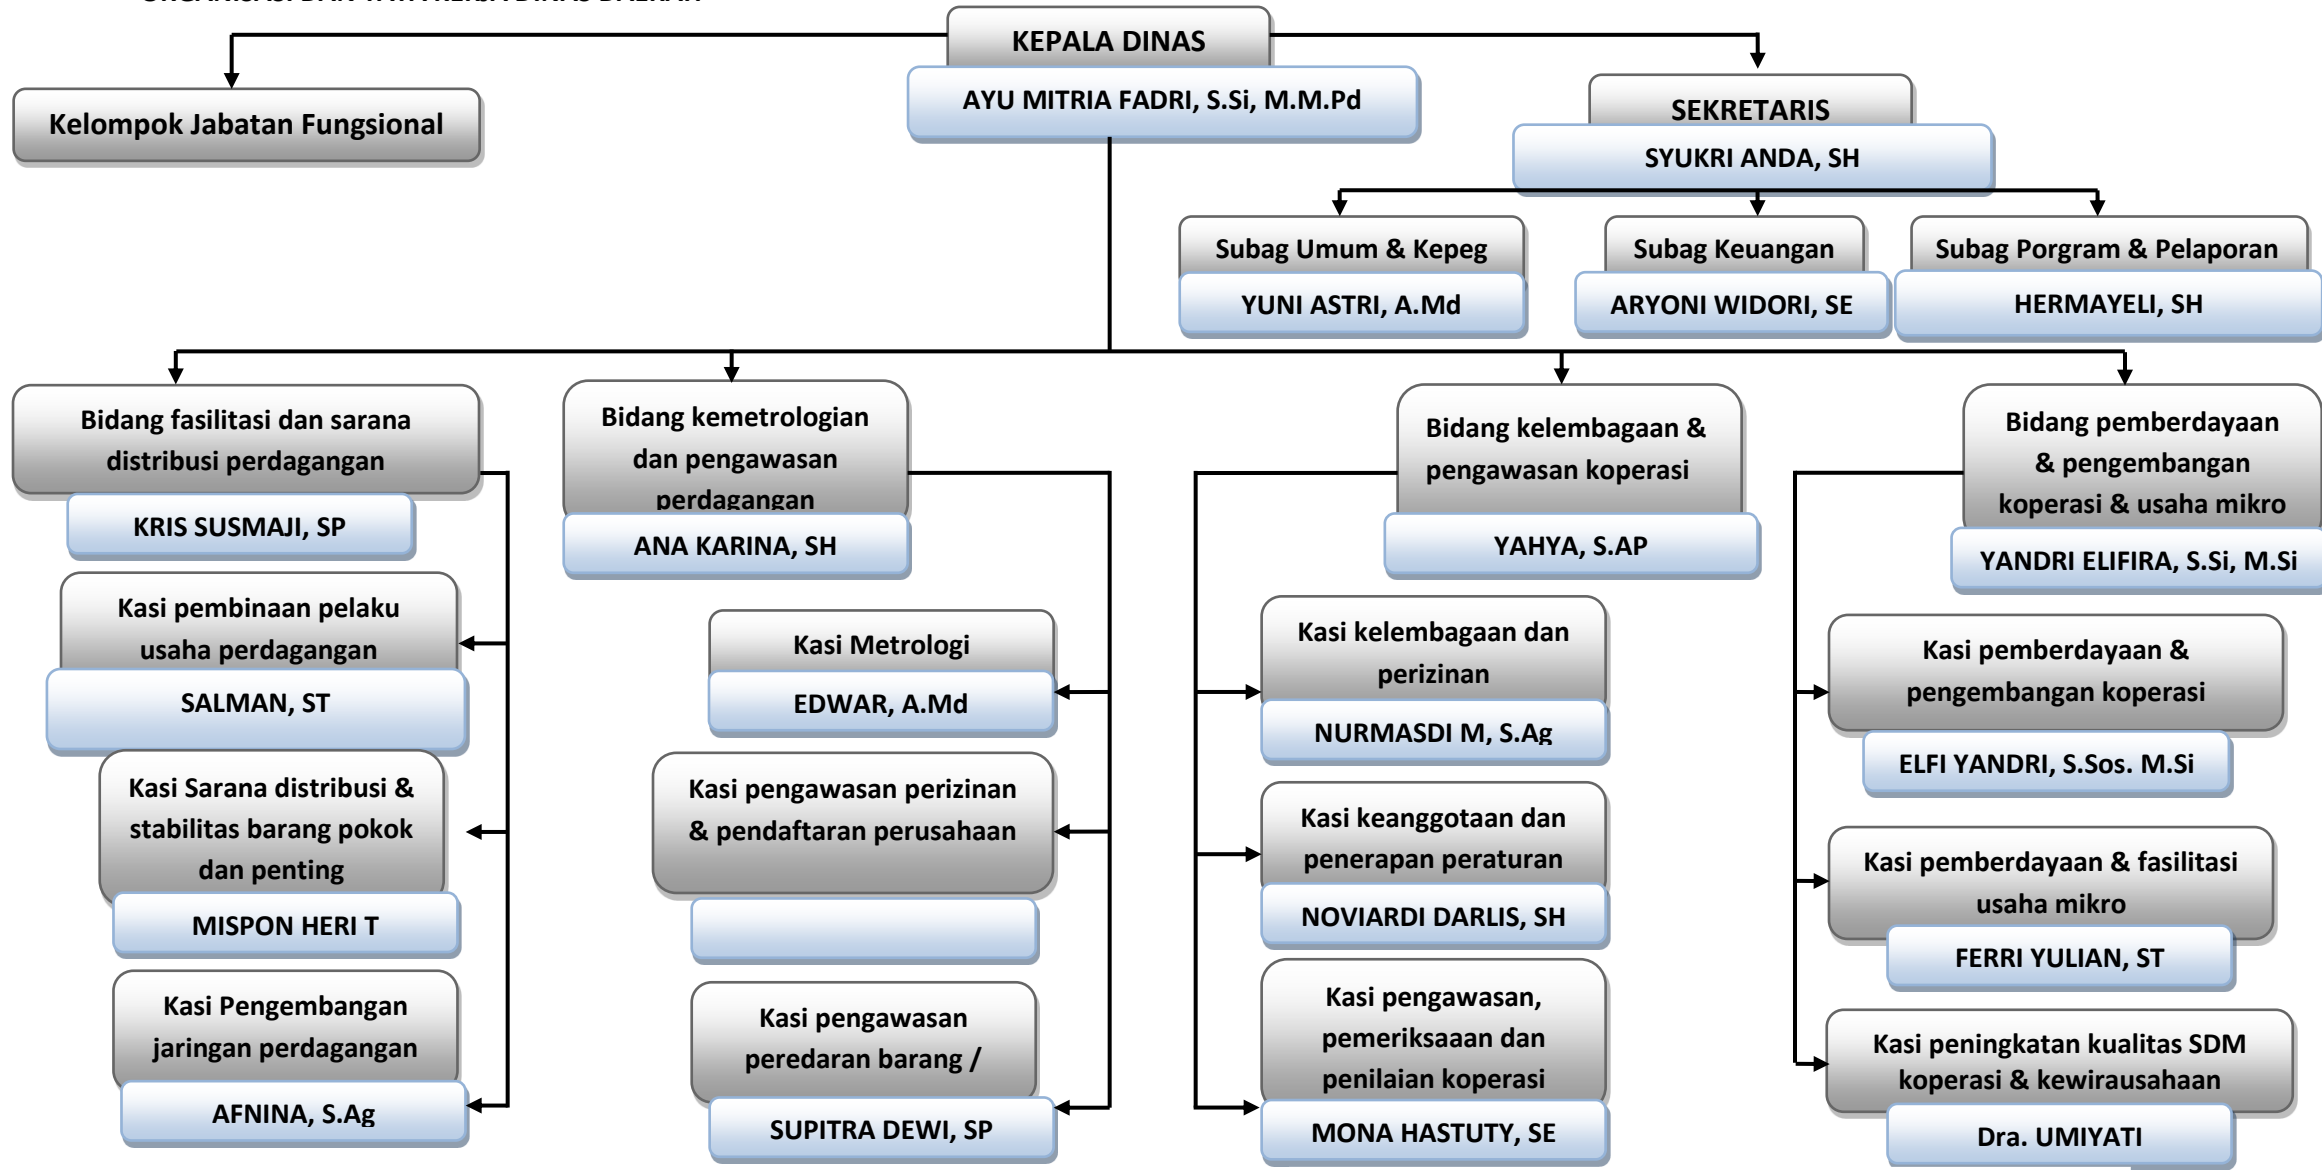 ORGANISASI DAN TATA KERJA DINAS DAERAH
KEPALA DINAS
AYU MITRIA FADRI, S.Si, M.M.Pd
Kelompok Jabatan Fungsional
SEKRETARIS
SYUKRI ANDA, SH
Subag Umum & Kepeg
YUNI ASTRI, A.Md
Subag Keuangan
ARYONI WIDORI, SE
Subag Porgram & Pelaporan
HERMAYELI, SH
Bidang fasilitasi dan sarana
distribusi perdagangan
KRIS SUSMAJI, SP
Kasi pembinaan pelaku
usaha perdagangan
SALMAN, ST
Kasi Sarana distribusi &
stabilitas barang pokok
dan penting
MISPON HERI T
Kasi Pengembangan
jaringan perdagangan
AFNINA, S.Ag
Bidang kemetrologian
dan pengawasan
perdagangan
ANA KARINA, SH
Kasi Metrologi
EDWAR, A.Md
Kasi pengawasan perizinan
& pendaftaran perusahaan
Kasi pengawasan
peredaran barang /
SUPITRA DEWI, SP
Bidang kelembagaan &
pengawasan koperasi
YAHYA, S.AP
Kasi kelembagaan dan
perizinan
NURMASDI M, S.Ag
Kasi keanggotaan dan
penerapan peraturan
NOVIARDI DARLIS, SH
Kasi pengawasan,
pemeriksaaan dan
penilaian koperasi
MONA HASTUTY, SE
Bidang pemberdayaan
& pengembangan
koperasi & usaha mikro
YANDRI ELIFIRA, S.Si, M.Si
Kasi pemberdayaan &
pengembangan koperasi
ELFI YANDRI, S.Sos. M.Si
Kasi pemberdayaan & fasilitasi
usaha mikro
FERRI YULIAN, ST
Kasi peningkatan kualitas SDM
koperasi & kewirausahaan
Dra. UMIYATI